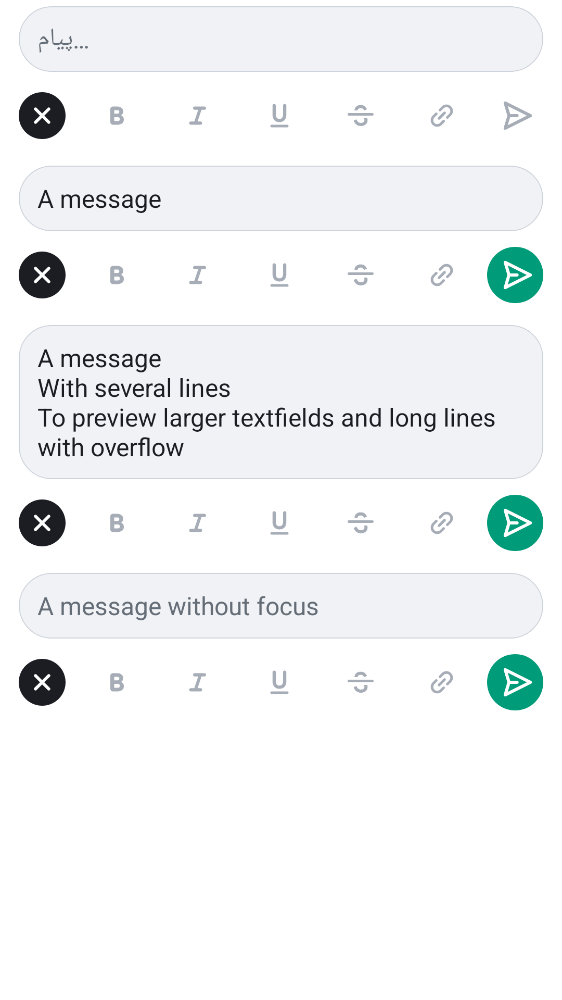 پیام...
A message
A message
With several lines
To preview larger textfields and long lines
with overflow
A message without focus